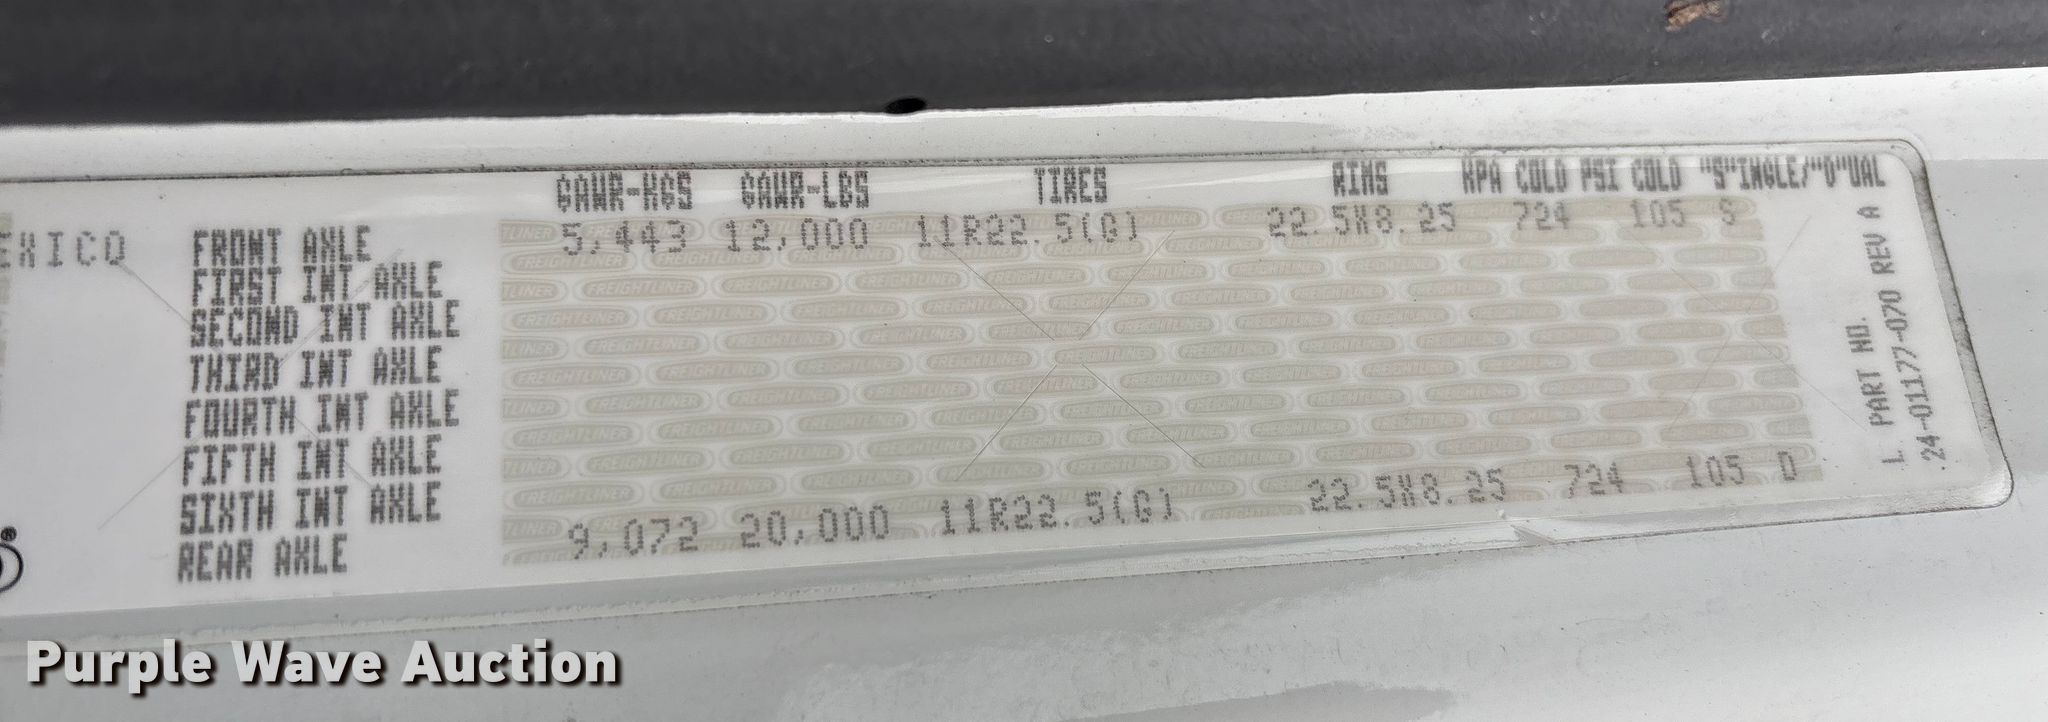 GAWR-KGS GAWR-LBS TIRES RIMS KPA COLD PSI COLD "S"INGLE/"D"UAL
EXICO FRONT AXLE 5,443 12,000 11R22.5(G) 22.5X8.25 724 105 S
FIRST INT AXLE
SECOND INT AXLE
THIRD INT AXLE
FOURTH INT AXLE
FIFTH INT AXLE
SIXTH INT AXLE
REAR AXLE 9,072 20,000 11R22.5(G) 22.5X8.25 724 105 D
L PART NO.
24-01177-070 REV A
FREIGHTLINER
Purple Wave Auction